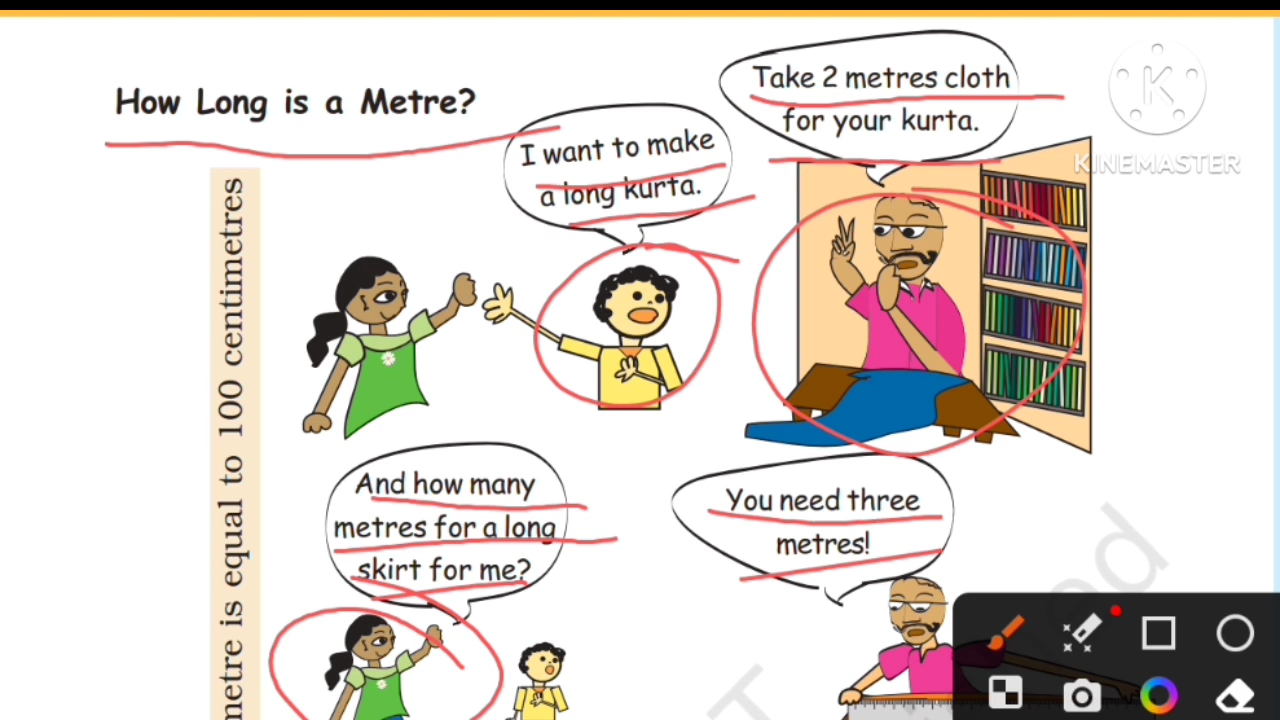 How Long is a Metre?
I want to make
a long kurta.
Take 2 metres cloth
for your kurta.
KINEMASTER
metre is equal to 100 centimetres
And how many
metres for a long
skirt for me?
You need three
metres!